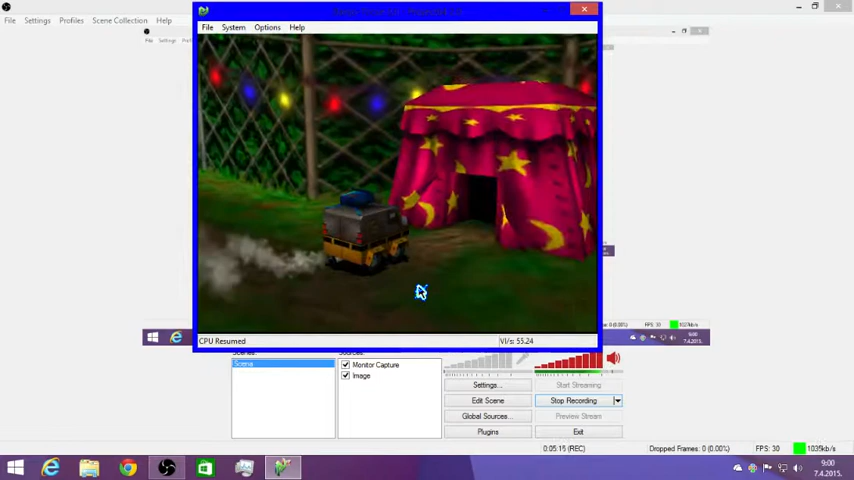 File Settings Profiles Scene Collection Help
File System Options Help
CPU Resumed
VI/s: 55.24
Scene
Monitor Capture
Image
Settings...
Start Streaming
Edit Scene
Stop Recording
Global Sources...
Preview Stream
Plugins
Exit
0:05:15 (REC)
Dropped Frames: 0 (0.00%)
FPS: 30
1035kb/s
9:00
7.4.2015.